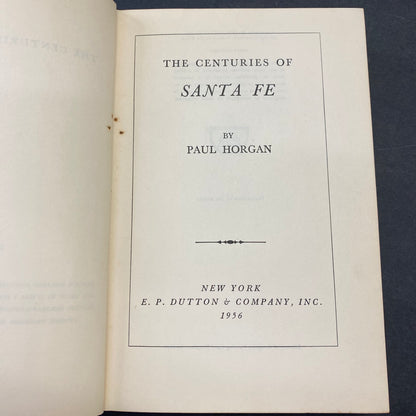 THE CENTURIES OF
SANTA FE
BY
PAUL HORGAN
NEW YORK
E. P. DUTTON & COMPANY, INC.
1956